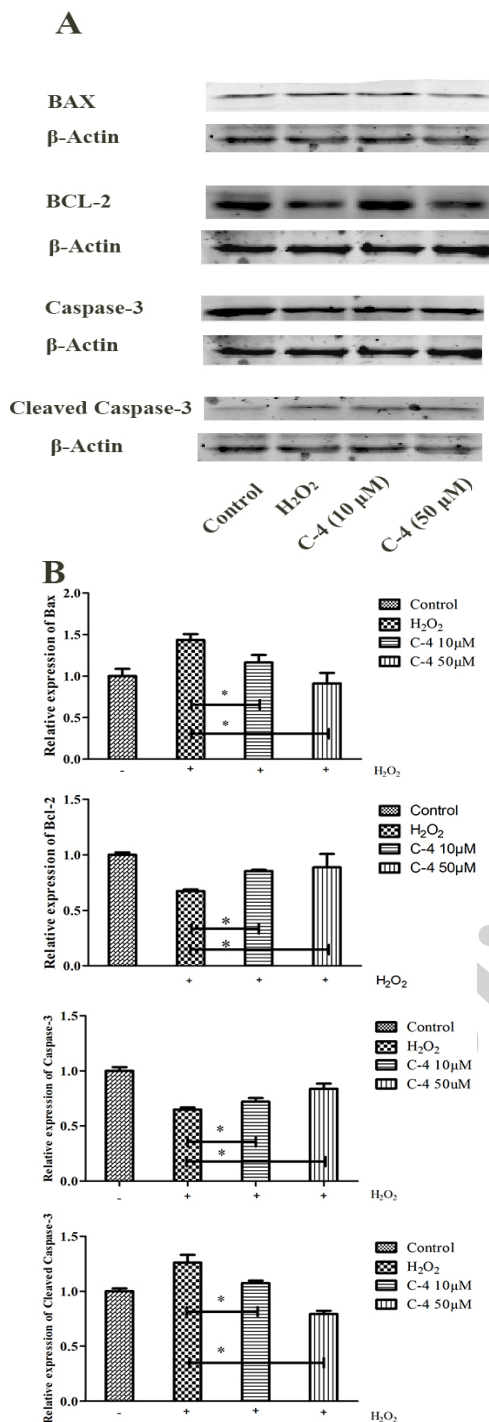 A
BAX
β-Actin
BCL-2
β-Actin
Caspase-3
β-Actin
Cleaved Caspase-3
β-Actin
Control
H₂O₂
C-4 (10 μM)
C-4 (50 μM)
B
Relative expression of Bax
2.0
1.5
1.0
0.5
0.0
*
*
- + + + H₂O₂
Control
H₂O₂
C-4 10μM
C-4 50μM
Relative expression of Bcl-2
1.5
1.0
0.5
0.0
*
*
+ + + H₂O₂
Control
H₂O₂
C-4 10μM
C-4 50μM
Relative expression of Caspase-3
1.5
1.0
0.5
0.0
*
*
- + + + H₂O₂
Control
H₂O₂
C-4 10μM
C-4 50uM
Relative expression of Cleaved Caspase-3
1.5
1.0
0.5
0.0
*
*
- + + + H₂O₂
Control
H₂O₂
C-4 10μM
C-4 50μM